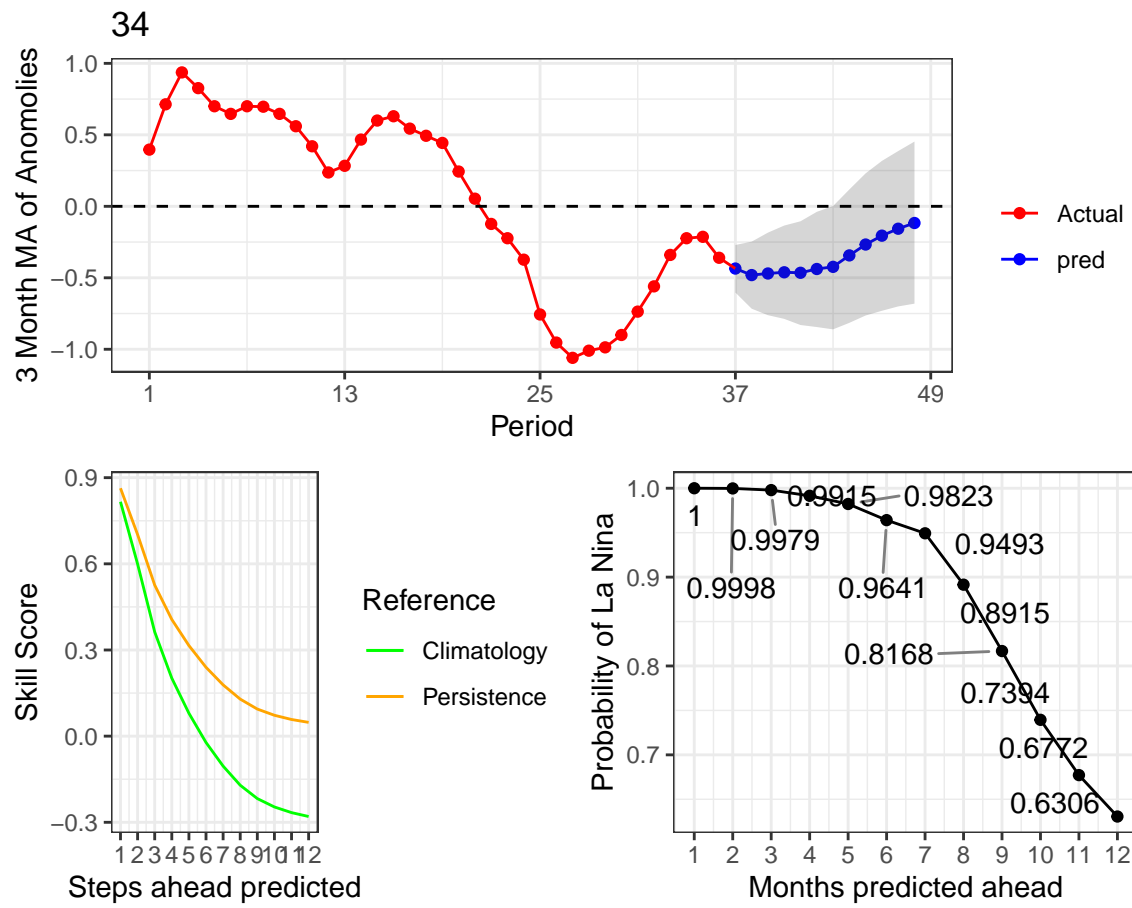 34
3 Month MA of Anomolies
1.0
0.5
0.0
−0.5
−1.0
1 13 25 37 49
Period
Actual
pred
Skill Score
0.9
0.6
0.3
0.0
−0.3
1 2 3 4 5 6 7 8 9 10 11 12
Steps ahead predicted
Reference
Climatology
Persistence
Probability of La Nina
1.0
0.9
0.8
0.7
1
0.9998
0.9979
0.9915
0.9823
0.9641
0.9493
0.8915
0.8168
0.7394
0.6772
0.6306
1 2 3 4 5 6 7 8 9 10 11 12
Months predicted ahead